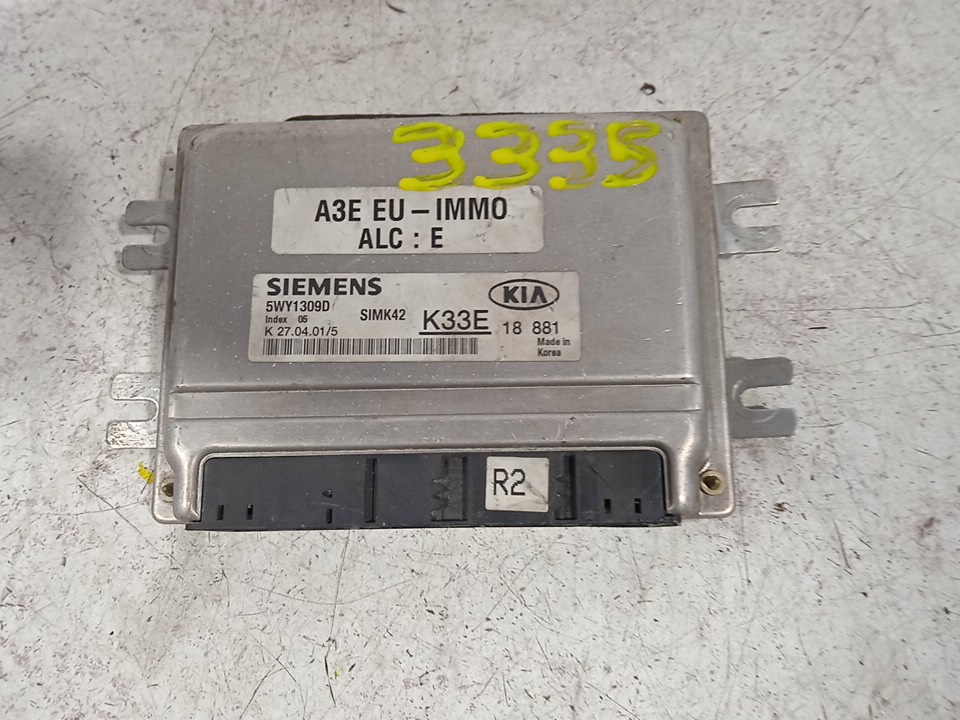 3335
A3E EU-IMMO
ALC : E
SIEMENS
5WY1309D
Index 05
SIMK42
K 27.04.01/5
K33E
KIA
18 881
Made in
Korea
R2